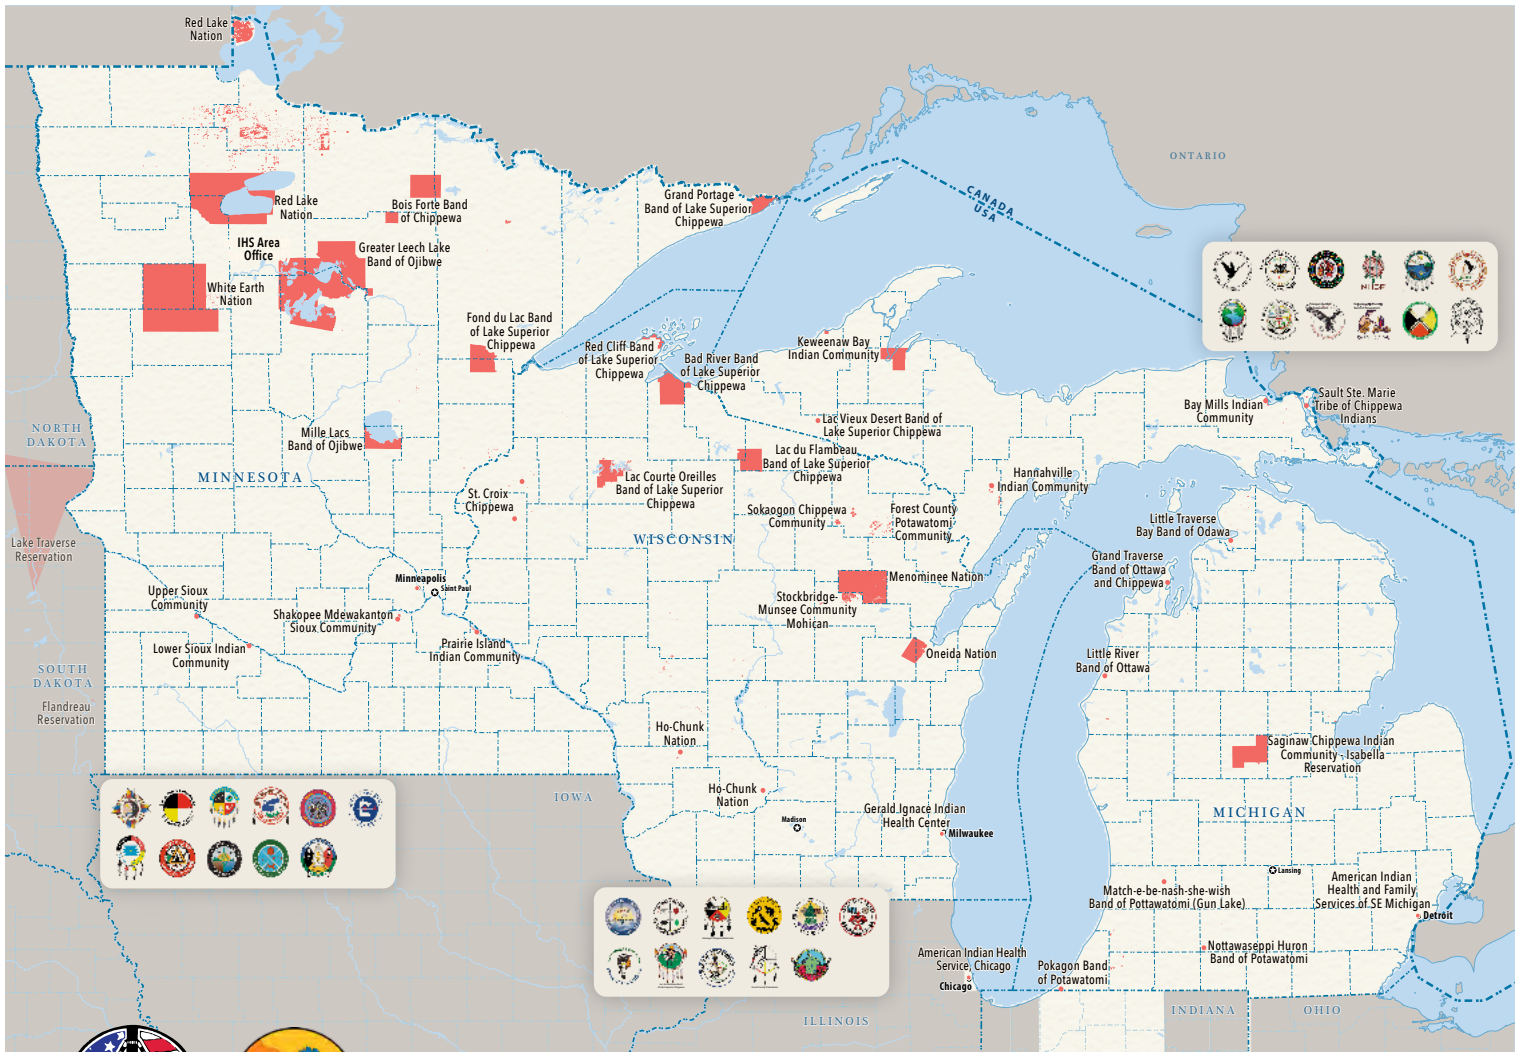 Red Lake
Nation
ONTARIO
CANADA
USA
Red Lake
Nation
Bois Forte Band
of Chippewa
Grand Portage
Band of Lake Superior
Chippewa
IHS Area
Office
Greater Leech Lake
Band of Ojibwe
White Earth
Nation
Fond du Lac Band
of Lake Superior
Chippewa
Red Cliff Band
of Lake Superior
Chippewa
Bad River Band
of Lake Superior
Chippewa
Keweenaw Bay
Indian Community
Bay Mills Indian
Community
Sault Ste. Marie
Tribe of Chippewa
Indians
NORTH
DAKOTA
Mille Lacs
Band of Ojibwe
Lac Vieux Desert Band of
Lake Superior Chippewa
Lac du Flambeau
Band of Lake Superior
Chippewa
MINNESOTA
St. Croix
Chippewa
Lac Courte Oreilles
Band of Lake Superior
Chippewa
Hannahville
Indian Community
Sokaogon Chippewa
Community
Forest County
Potawatomi
Community
Little Traverse
Bay Band of Odawa
WISCONSIN
Lake Traverse
Reservation
Grand Traverse
Band of Ottawa
and Chippewa
Minneapolis
Saint Paul
Menominee Nation
Upper Sioux
Community
Shakopee Mdewakanton
Sioux Community
Stockbridge-
Munsee Community
Mohican
Lower Sioux Indian
Community
Prairie Island
Indian Community
Oneida Nation
Little River
Band of Ottawa
SOUTH
DAKOTA
Flandreau
Reservation
Ho-Chunk
Nation
Saginaw Chippewa Indian
Community - Isabella
Reservation
IOWA
Ho-Chunk
Nation
Madison
Gerald Ignace Indian
Health Center
Milwaukee
MICHIGAN
Lansing
Match-e-be-nash-she-wish
Band of Pottawatomi (Gun Lake)
American Indian
Health and Family
Services of SE Michigan
Detroit
American Indian Health
Service, Chicago
Chicago
Pokagon Band
of Potawatomi
Nottawaseppi Huron
Band of Potawatomi
ILLINOIS
INDIANA
OHIO